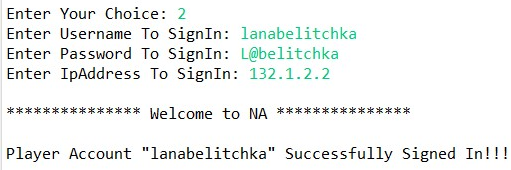 Enter Your Choice: 2
Enter Username To SignIn: lanabelitchka
Enter Password To SignIn: L@belitchka
Enter IpAddress To SignIn: 132.1.2.2
*************** Welcome to NA ***************
Player Account "lanabelitchka" Successfully Signed In!!!